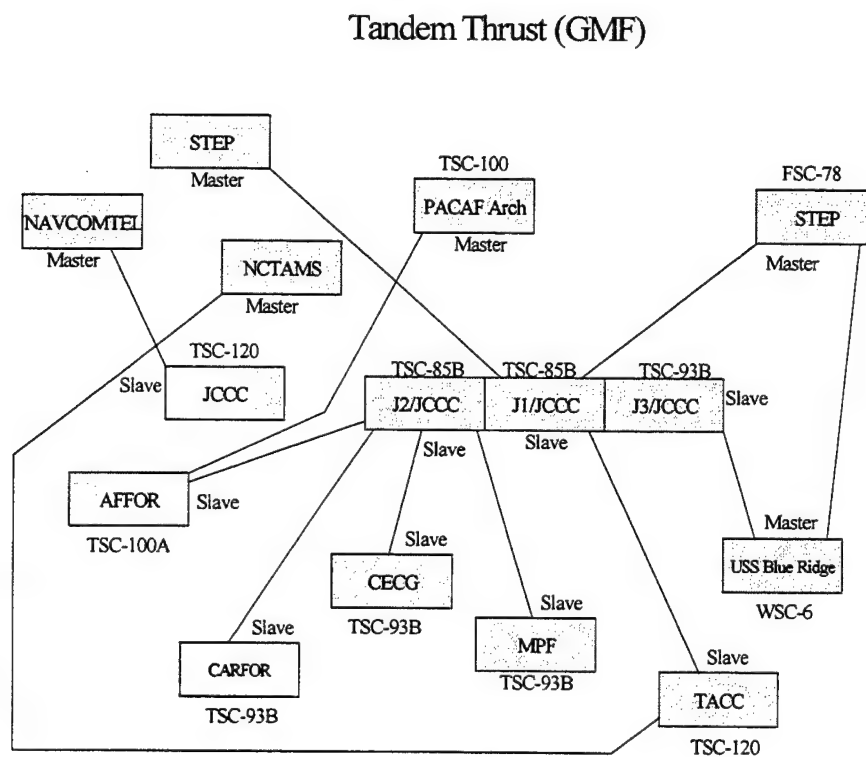 Tandem Thrust (GMF)
STEP
Master
TSC-100
PACAF Arch
Master
FSC-78
STEP
Master
NAVCOMTEL
Master
NCTAMS
Master
TSC-120
Slave
JCCC
TSC-85B
TSC-85B
TSC-93B
J2/JCCC
J1/JCCC
J3/JCCC
Slave
Slave
Slave
AFFOR
Slave
TSC-100A
Master
USS Blue Ridge
WSC-6
Slave
CECG
TSC-93B
Slave
MPF
TSC-93B
Slave
CARFOR
TSC-93B
Slave
TACC
TSC-120